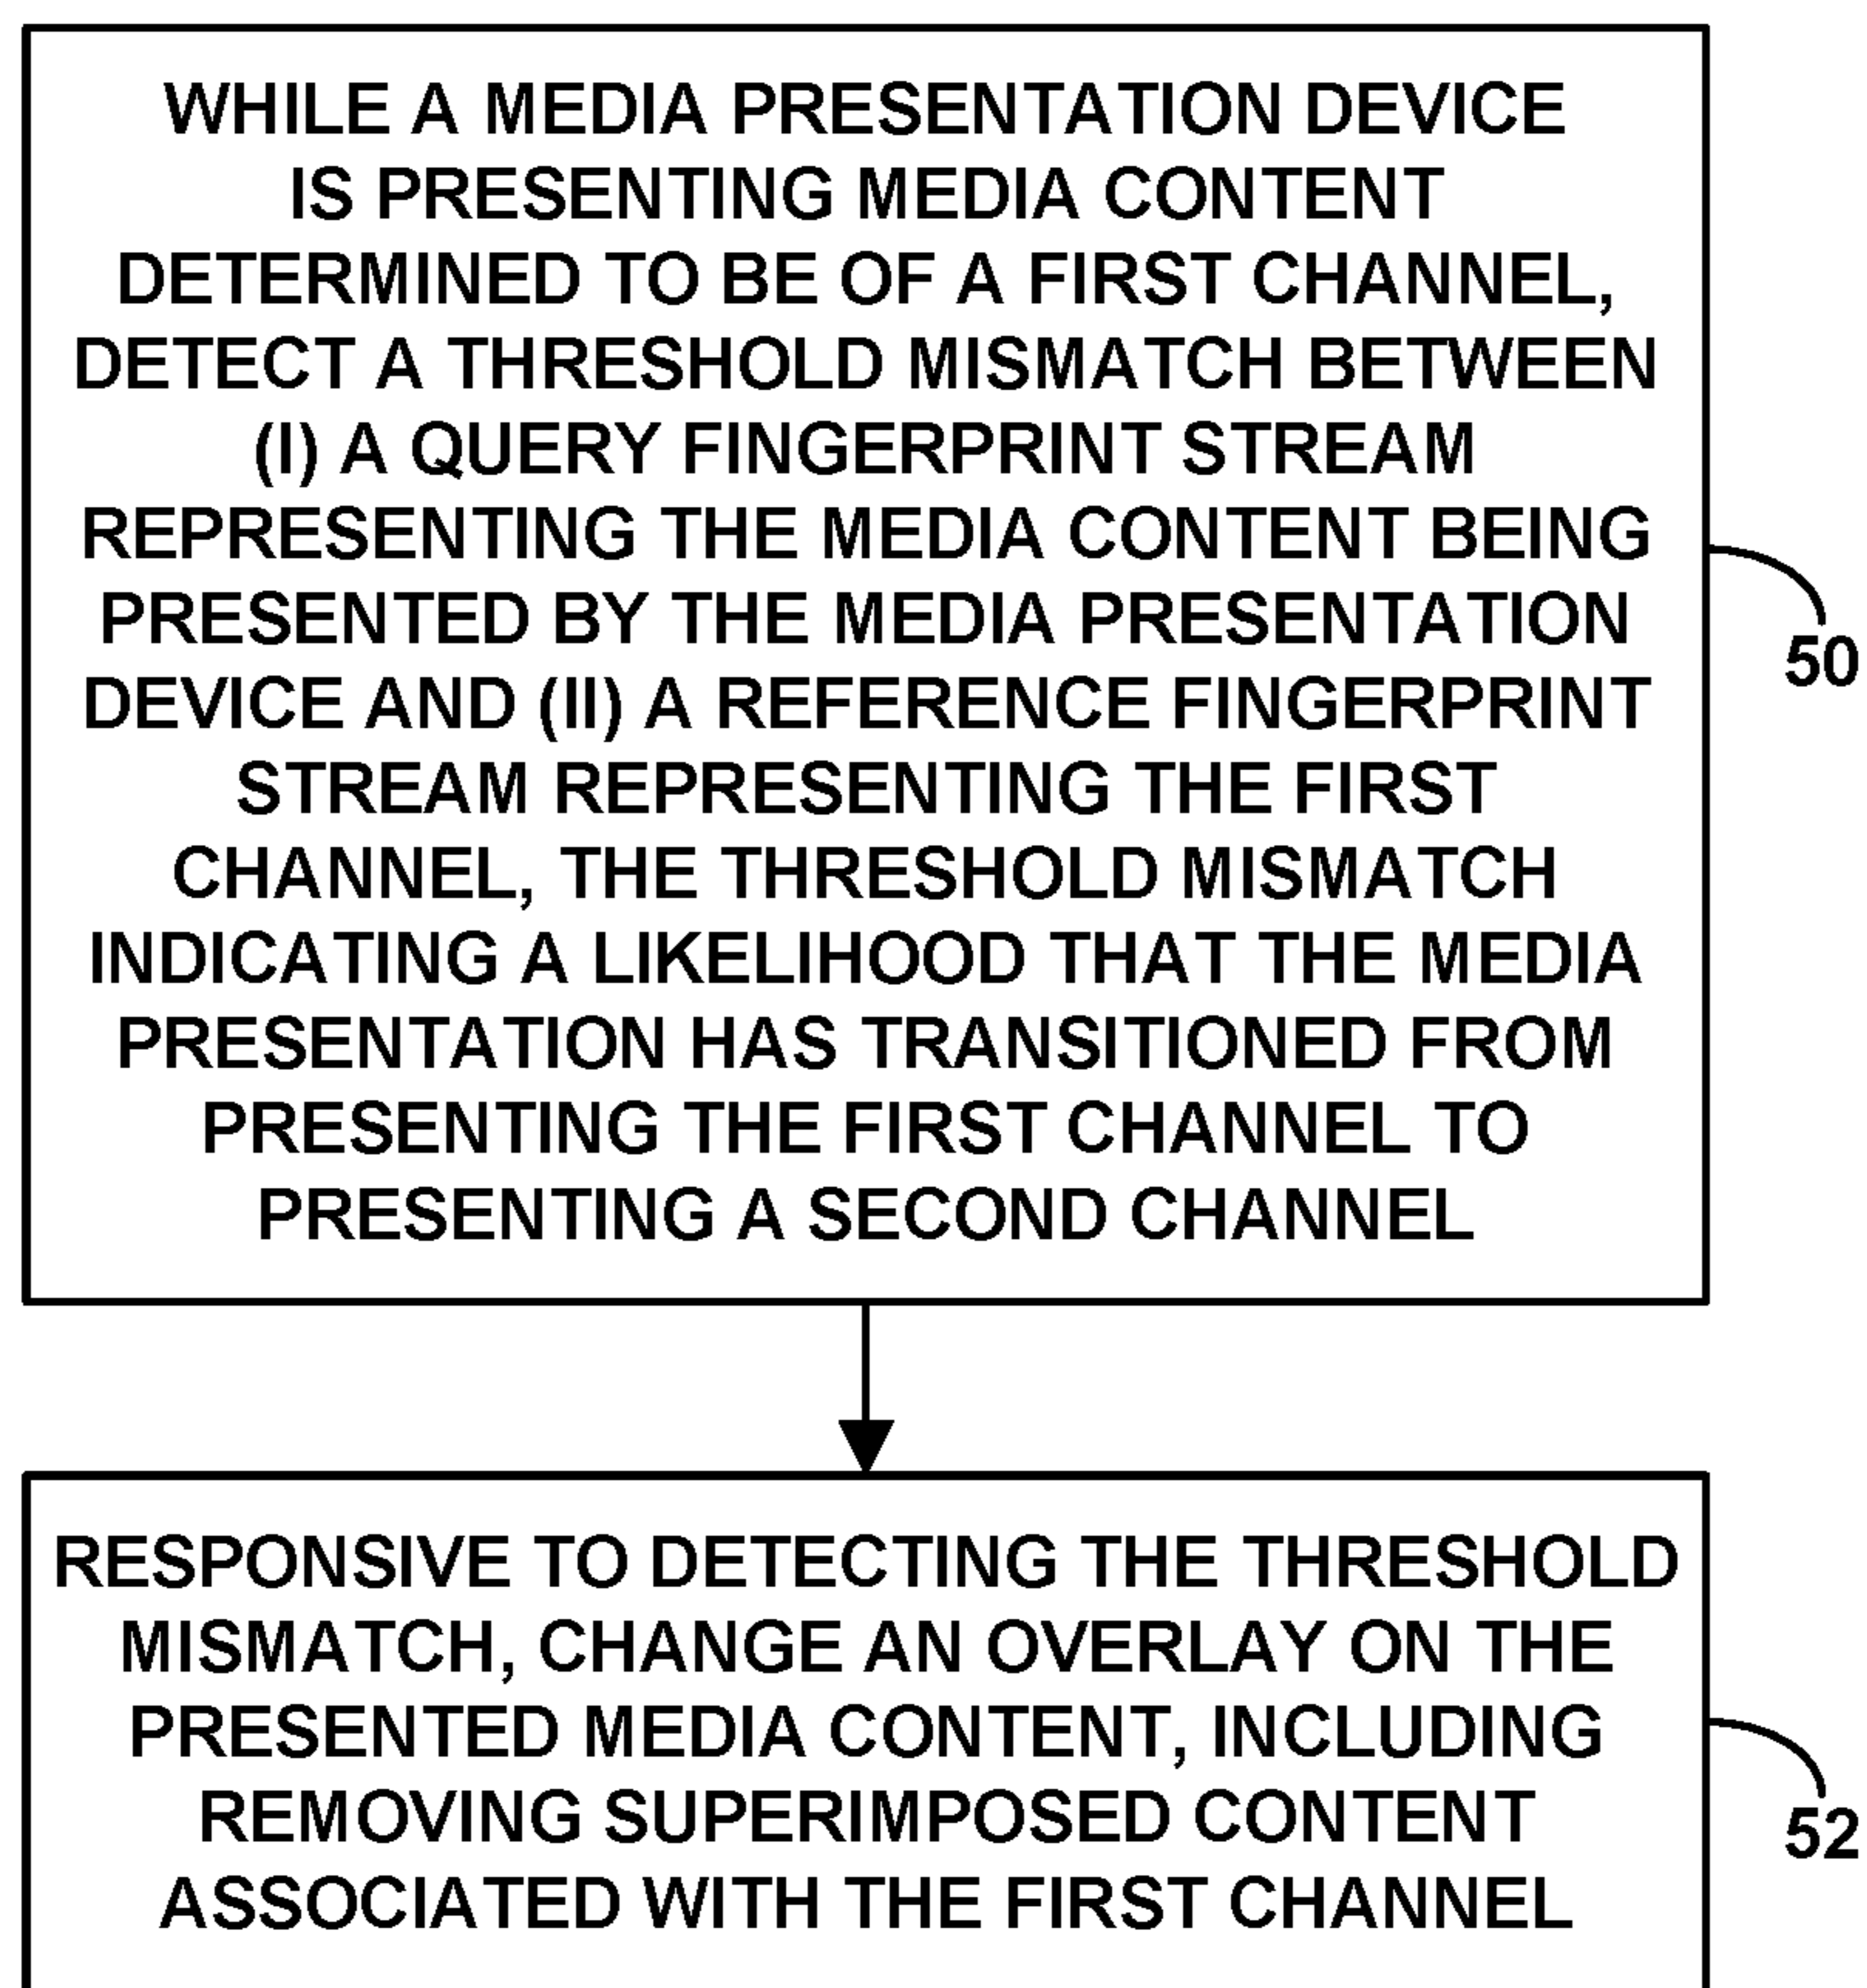 WHILE A MEDIA PRESENTATION DEVICE
IS PRESENTING MEDIA CONTENT
DETERMINED TO BE OF A FIRST CHANNEL,
DETECT A THRESHOLD MISMATCH BETWEEN
(I) A QUERY FINGERPRINT STREAM
REPRESENTING THE MEDIA CONTENT BEING
PRESENTED BY THE MEDIA PRESENTATION
DEVICE AND (II) A REFERENCE FINGERPRINT
STREAM REPRESENTING THE FIRST
CHANNEL, THE THRESHOLD MISMATCH
INDICATING A LIKELIHOOD THAT THE MEDIA
PRESENTATION HAS TRANSITIONED FROM
PRESENTING THE FIRST CHANNEL TO
PRESENTING A SECOND CHANNEL
50
RESPONSIVE TO DETECTING THE THRESHOLD
MISMATCH, CHANGE AN OVERLAY ON THE
PRESENTED MEDIA CONTENT, INCLUDING
REMOVING SUPERIMPOSED CONTENT
ASSOCIATED WITH THE FIRST CHANNEL
52